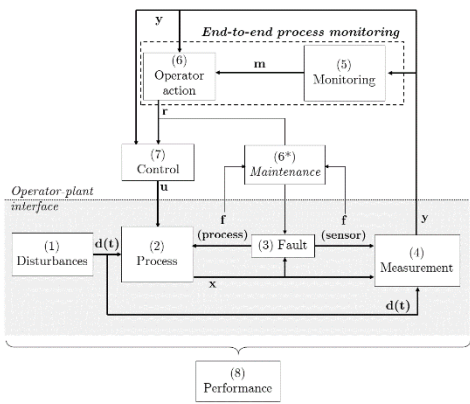 y
End-to-end process monitoring
(6)
Operator
action
m
(5)
Monitoring
r
(7)
Control
(6*)
Maintenance
u
Operator-plant
interface
f
f
y
(1)
Disturbances
d(t)
(2)
Process
(process)
(3) Fault
(sensor)
(4)
Measurement
x
d(t)
(8)
Performance